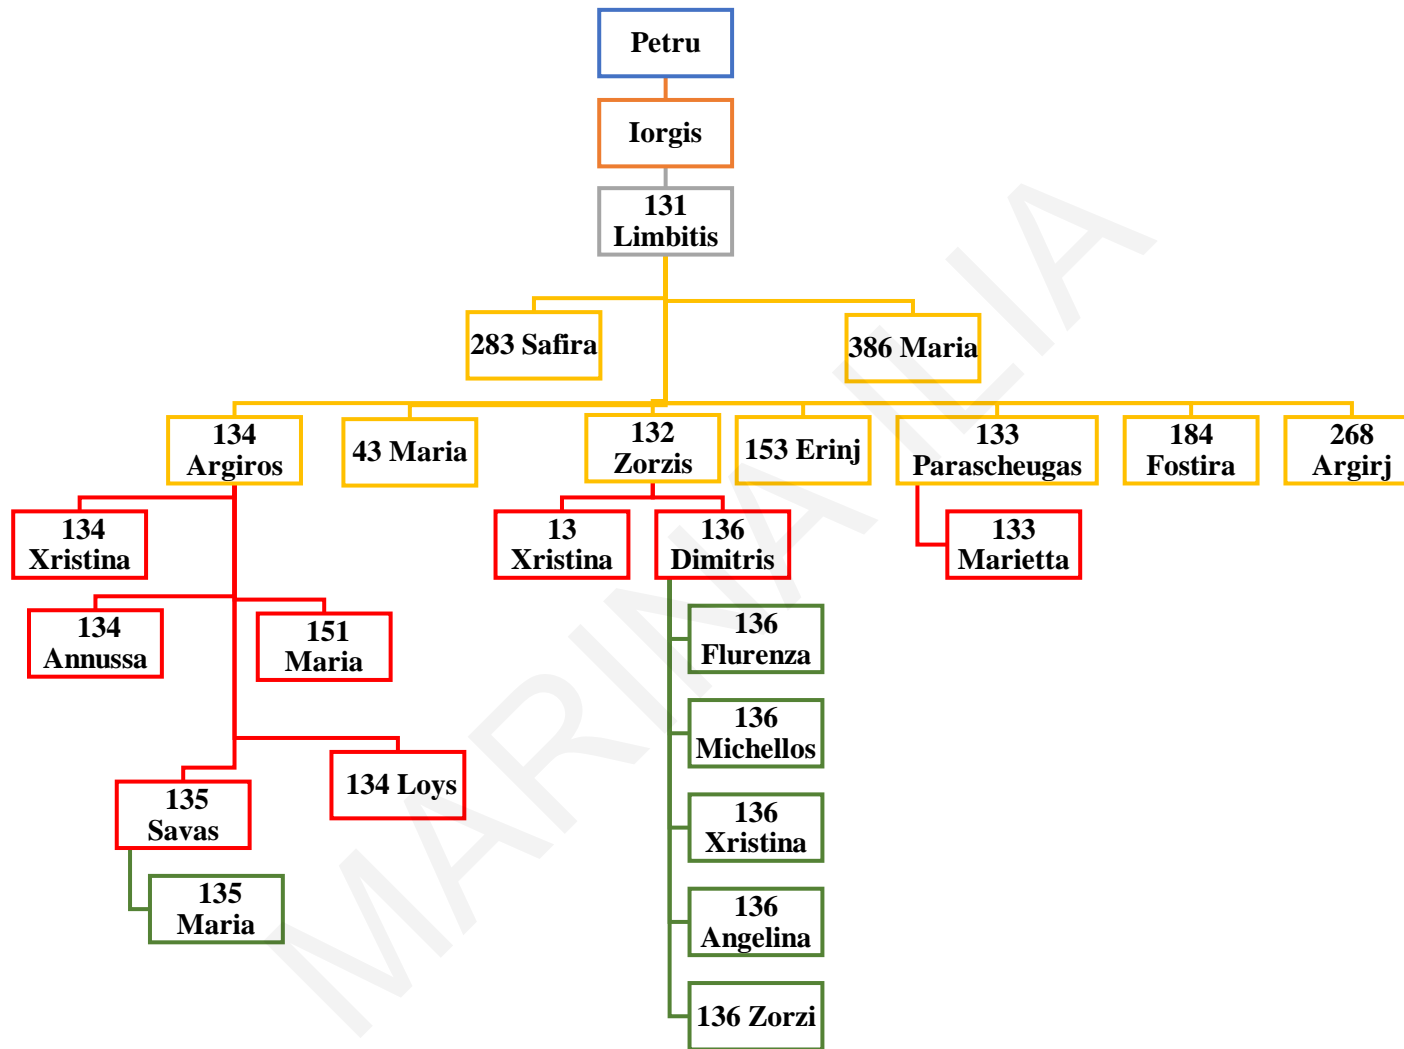 Petru
Iorgis
131
Limbitis
283 Safira
386 Maria
134
Argiros
43 Maria
132
Zorzis
153 Erinj
133
Parascheugas
184
Fostira
268
Argirj
134
Xristina
13
Xristina
136
Dimitris
133
Marietta
134
Annussa
151
Maria
136
Flurenza
136
Michellos
134 Loys
135
Savas
136
Xristina
135
Maria
136
Angelina
136 Zorzi
MARINA ILIA